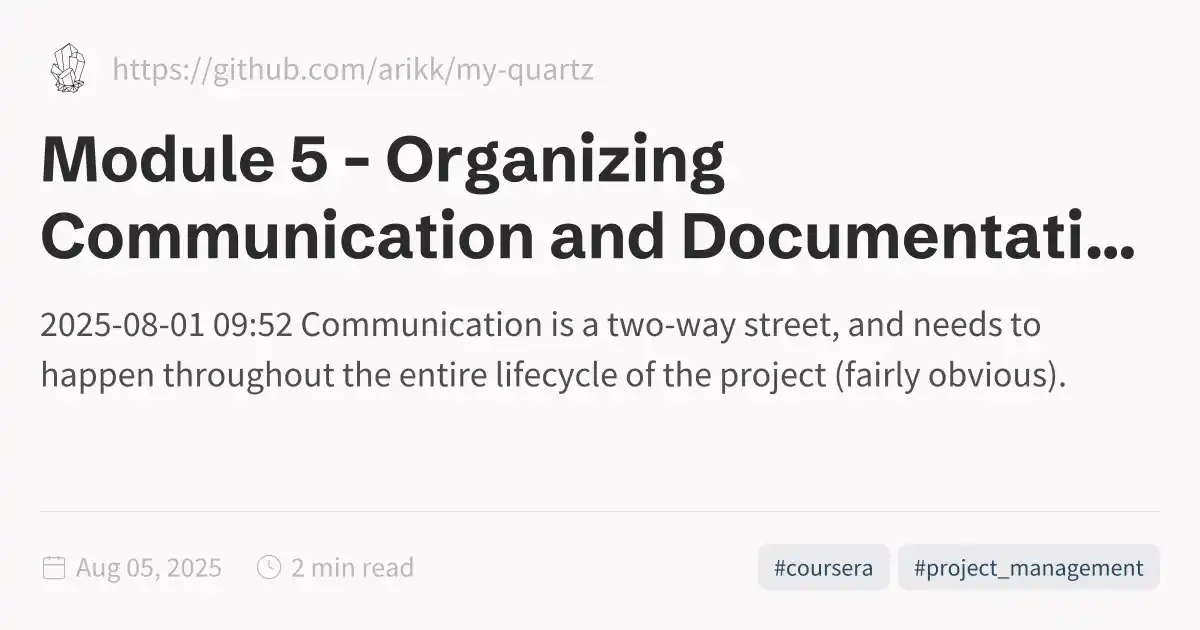 https://github.com/arikk/my-quartz
Module 5 - Organizing
Communication and Documentati...
2025-08-01 09:52 Communication is a two-way street, and needs to
happen throughout the entire lifecycle of the project (fairly obvious).
Aug 05, 2025 2 min read #coursera #project_management